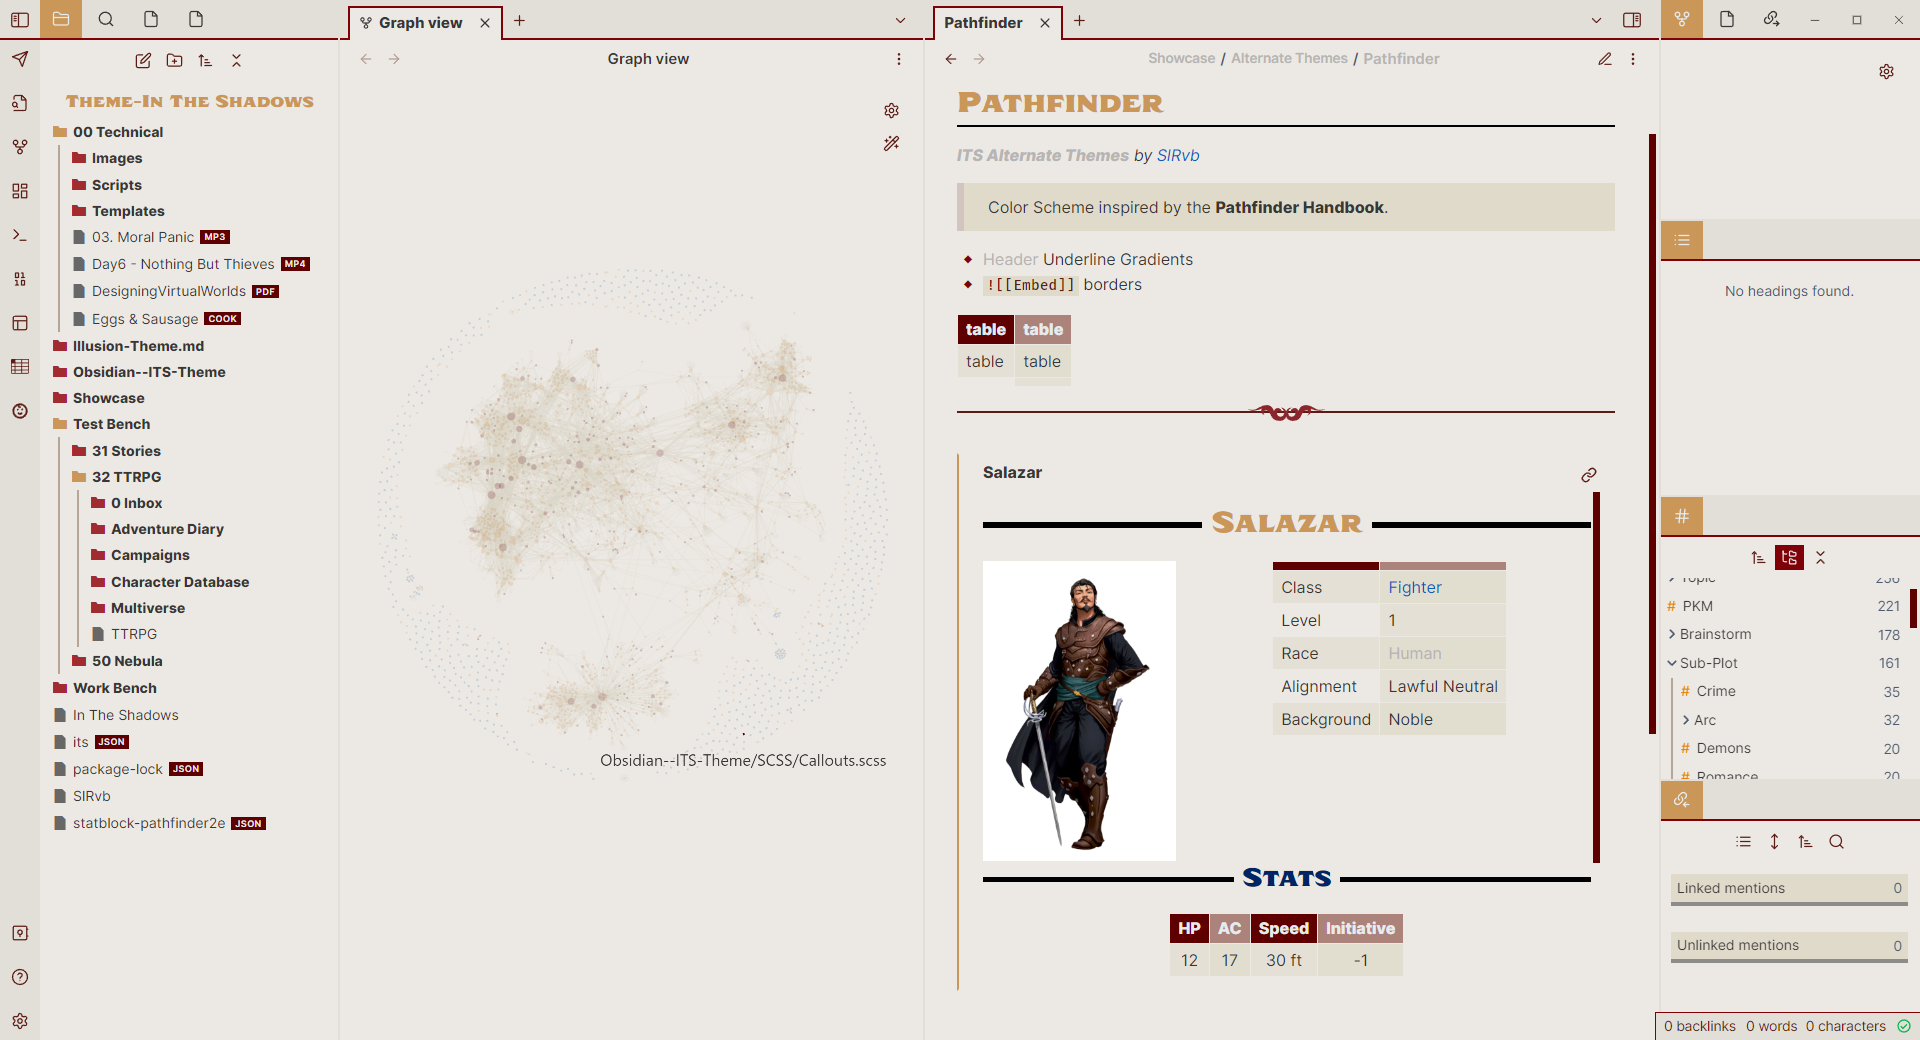 Graph view
Pathfinder
Graph view
Showcase / Alternate Themes / Pathfinder
Theme-In The Shadows
00 Technical
Images
Scripts
Templates
03. Moral Panic MP3
Day6 - Nothing But Thieves MP4
DesigningVirtualWorlds PDF
Eggs & Sausage COOK
Illusion-Theme.md
Obsidian--ITS-Theme
Showcase
Test Bench
31 Stories
32 TTRPG
0 Inbox
Adventure Diary
Campaigns
Character Database
Multiverse
TTRPG
50 Nebula
Work Bench
In The Shadows
its JSON
package-lock JSON
SIRvb
statblock-pathfinder2e JSON
Obsidian--ITS-Theme/SCSS/Callouts.scss
Pathfinder
ITS Alternate Themes by SIRvb
Color Scheme inspired by the Pathfinder Handbook.
Header Underline Gradients
![[Embed]] borders
table table
table table
Salazar
Salazar
Class Fighter
Level 1
Race Human
Alignment Lawful Neutral
Background Noble
Stats
HP AC Speed Initiative
12 17 30 ft -1
No headings found.
Topic 256
# PKM 221
Brainstorm 178
Sub-Plot 161
# Crime 35
Arc 32
# Demons 20
# Romance 20
Linked mentions 0
Unlinked mentions 0
0 backlinks 0 words 0 characters